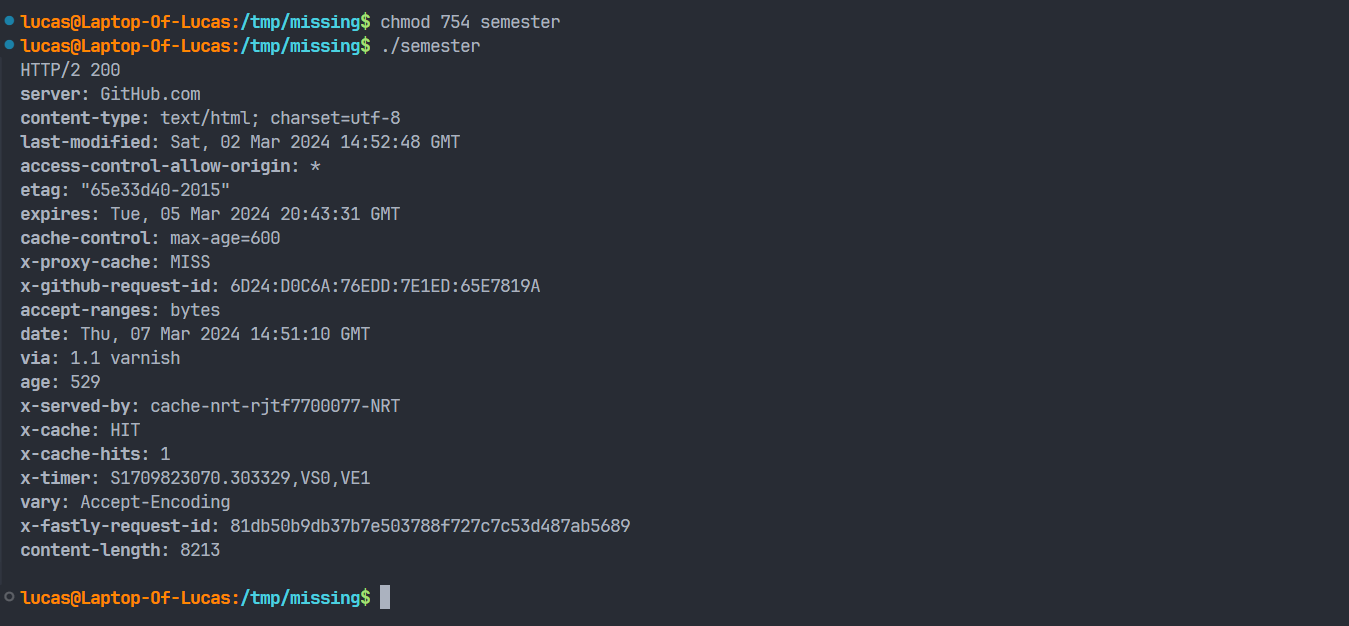 lucas@Laptop-Of-Lucas:/tmp/missing$ chmod 754 semester
lucas@Laptop-Of-Lucas:/tmp/missing$ ./semester
HTTP/2 200
server: GitHub.com
content-type: text/html; charset=utf-8
last-modified: Sat, 02 Mar 2024 14:52:48 GMT
access-control-allow-origin: *
etag: "65e33d40-2015"
expires: Tue, 05 Mar 2024 20:43:31 GMT
cache-control: max-age=600
x-proxy-cache: MISS
x-github-request-id: 6D24:D0C6A:76EDD:7E1ED:65E7819A
accept-ranges: bytes
date: Thu, 07 Mar 2024 14:51:10 GMT
via: 1.1 varnish
age: 529
x-served-by: cache-nrt-rjtf7700077-NRT
x-cache: HIT
x-cache-hits: 1
x-timer: S1709823070.303329,VS0,VE1
vary: Accept-Encoding
x-fastly-request-id: 81db50b9db37b7e503788f727c7c53d487ab5689
content-length: 8213
lucas@Laptop-Of-Lucas:/tmp/missing$